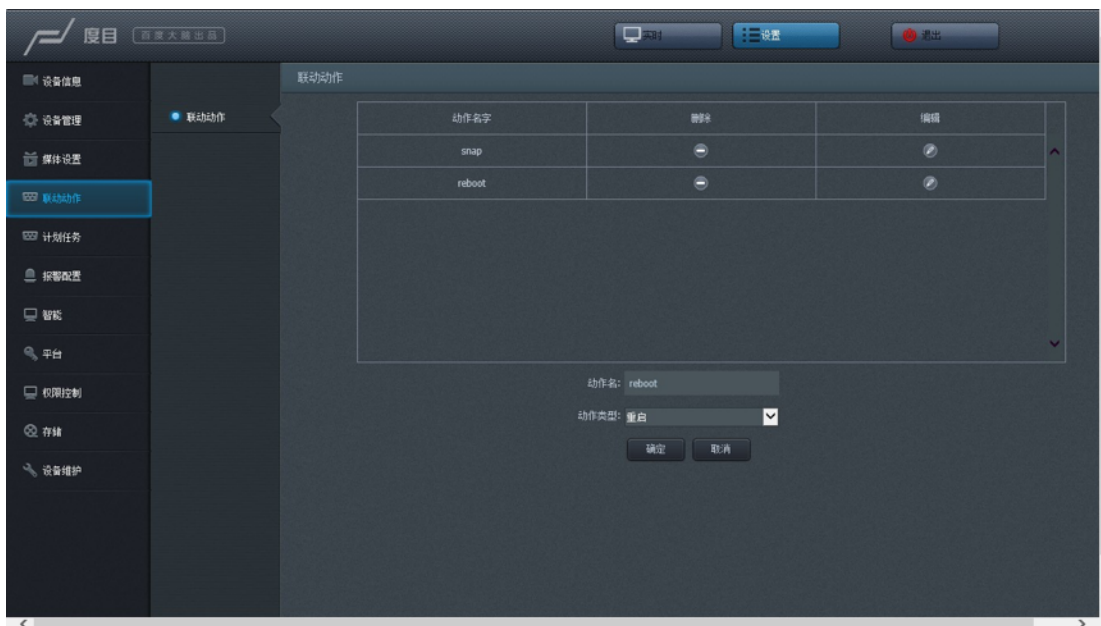 度目 百度大脑出品 实时 设置 退出
设备信息
设备管理
媒体设置
联动动作
计划任务
报警配置
智能
平台
权限控制
存储
设备维护
联动动作
联动动作
动作名字 删除 编辑
snap
reboot
动作名: reboot
动作类型: 重启
确定 取消